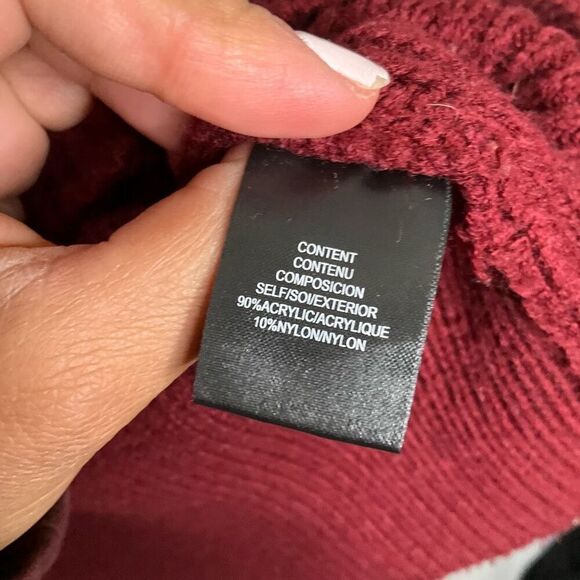 CONTENT
CONTENU
COMPOSICION
SELF/SOI/EXTERIOR
90%ACRYLIC/ACRYLIQUE
10%NYLON/NYLON